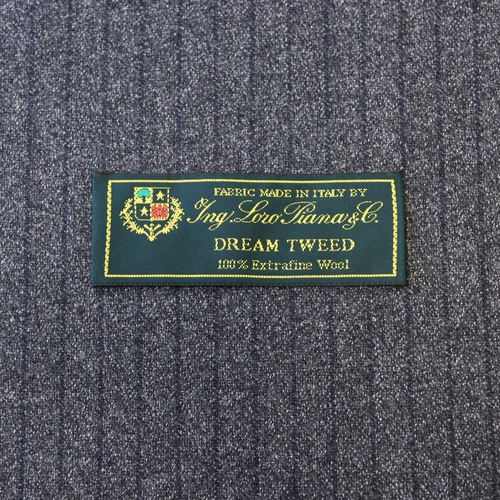 FABRIC MADE IN ITALY BY
Ing. Loro Piana & C.
DREAM TWEED
100% Extrafine Wool